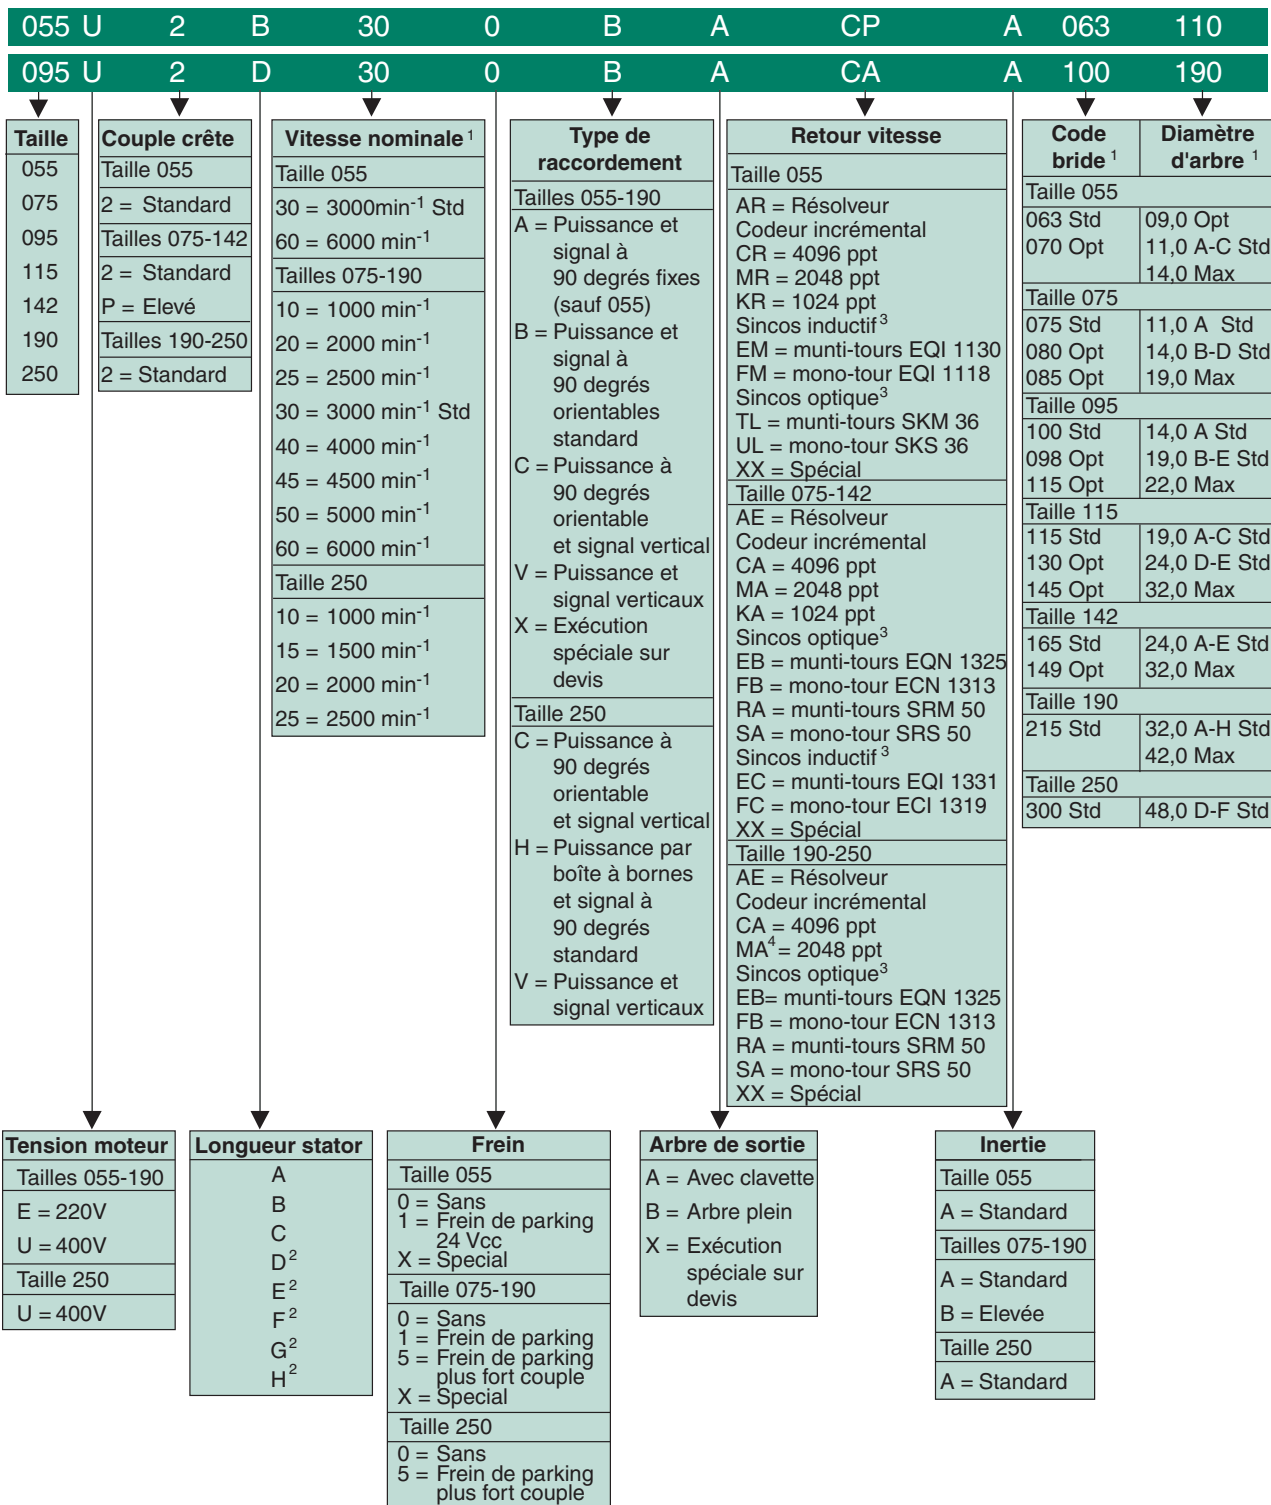 055 U 2 B 30 0 B A CP A 063 110
095 U 2 D 30 0 B A CA A 100 190
Taille
055
075
095
115
142
190
250
Couple crête
Taille 055
2 = Standard
Tailles 075-142
2 = Standard
P = Elevé
Tailles 190-250
2 = Standard
Vitesse nominale 1
Taille 055
30 = 3000min-1 Std
60 = 6000 min-1
Tailles 075-190
10 = 1000 min-1
20 = 2000 min-1
25 = 2500 min-1
30 = 3000 min-1 Std
40 = 4000 min-1
45 = 4500 min-1
50 = 5000 min-1
60 = 6000 min-1
Taille 250
10 = 1000 min-1
15 = 1500 min-1
20 = 2000 min-1
25 = 2500 min-1
Type de
raccordement
Tailles 055-190
A = Puissance et
signal à
90 degrés fixes
(sauf 055)
B = Puissance et
signal à
90 degrés
orientables
standard
C = Puissance à
90 degrés
orientable
et signal vertical
V = Puissance et
signal verticaux
X = Exécution
spéciale sur
devis
Taille 250
C = Puissance à
90 degrés
orientable
et signal vertical
H = Puissance par
boîte à bornes
et signal à
90 degrés
standard
V = Puissance et
signal verticaux
Retour vitesse
Taille 055
AR = Résolveur
Codeur incrémental
CR = 4096 ppt
MR = 2048 ppt
KR = 1024 ppt
Sincos inductif3
EM = munti-tours EQI 1130
FM = mono-tour EQI 1118
Sincos optique3
TL = munti-tours SKM 36
UL = mono-tour SKS 36
XX = Spécial
Taille 075-142
AE = Résolveur
Codeur incrémental
CA = 4096 ppt
MA = 2048 ppt
KA = 1024 ppt
Sincos optique3
EB = munti-tours EQN 1325
FB = mono-tour ECN 1313
RA = munti-tours SRM 50
SA = mono-tour SRS 50
Sincos inductif 3
EC = munti-tours EQI 1331
FC = mono-tour ECI 1319
XX = Spécial
Taille 190-250
AE = Résolveur
Codeur incrémental
CA = 4096 ppt
MA4= 2048 ppt
Sincos optique3
EB= munti-tours EQN 1325
FB = mono-tour ECN 1313
RA = munti-tours SRM 50
SA = mono-tour SRS 50
XX = Spécial
Code Diamètre
bride 1 d'arbre 1
Taille 055
063 Std 09,0 Opt
070 Opt 11,0 A-C Std
14,0 Max
Taille 075
075 Std 11,0 A Std
080 Opt 14,0 B-D Std
085 Opt 19,0 Max
Taille 095
100 Std 14,0 A Std
098 Opt 19,0 B-E Std
115 Opt 22,0 Max
Taille 115
115 Std 19,0 A-C Std
130 Opt 24,0 D-E Std
145 Opt 32,0 Max
Taille 142
165 Std 24,0 A-E Std
149 Opt 32,0 Max
Taille 190
215 Std 32,0 A-H Std
42,0 Max
Taille 250
300 Std 48,0 D-F Std
Tension moteur
Tailles 055-190
E = 220V
U = 400V
Taille 250
U = 400V
Longueur stator
A
B
C
D 2
E 2
F 2
G 2
H 2
Frein
Taille 055
0 = Sans
1 = Frein de parking
24 Vcc
X = Special
Taille 075-190
0 = Sans
1 = Frein de parking
5 = Frein de parking
plus fort couple
X = Special
Taille 250
0 = Sans
5 = Frein de parking
plus fort couple
Arbre de sortie
A = Avec clavette
B = Arbre plein
X = Exécution
spéciale sur
devis
Inertie
Taille 055
A = Standard
Tailles 075-190
A = Standard
B = Elevée
Taille 250
A = Standard